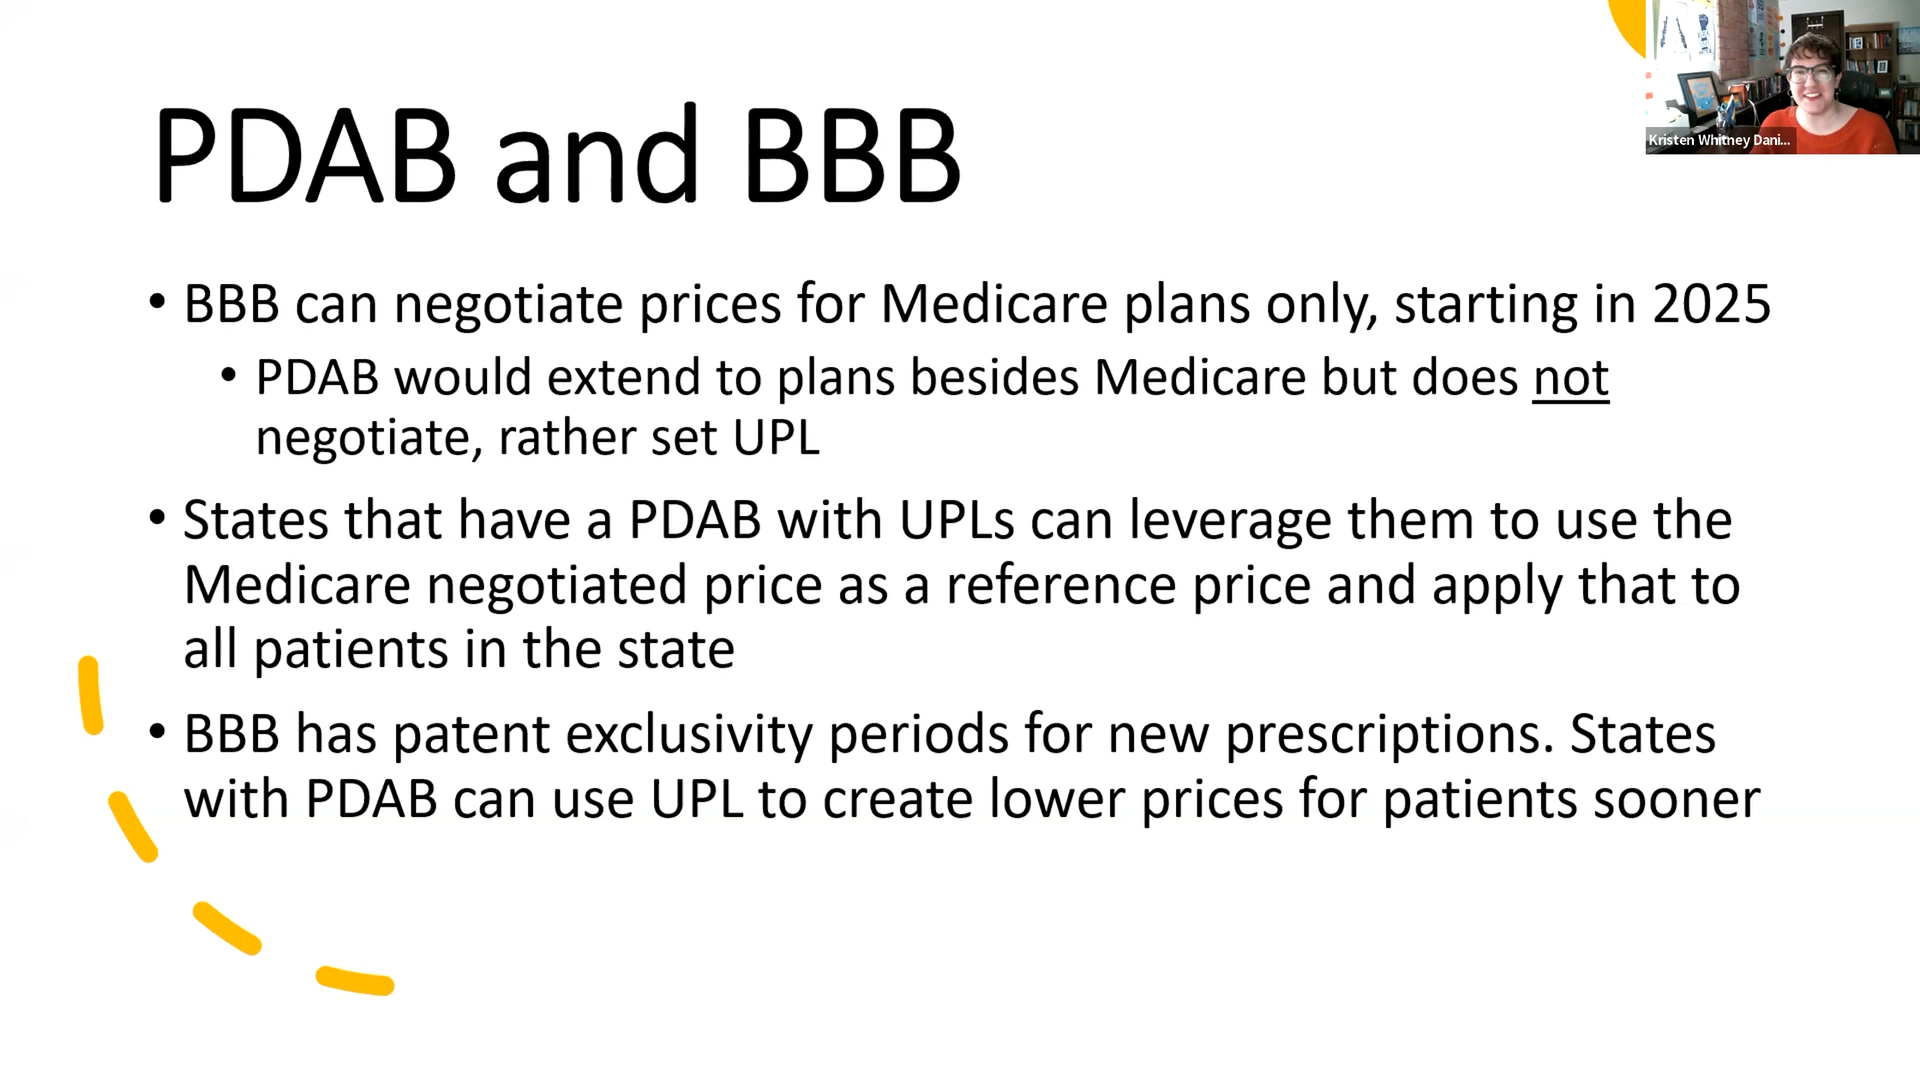 PDAB and BBB
• BBB can negotiate prices for Medicare plans only, starting in 2025
• PDAB would extend to plans besides Medicare but does not
negotiate, rather set UPL
• States that have a PDAB with UPLs can leverage them to use the
Medicare negotiated price as a reference price and apply that to
all patients in the state
• BBB has patent exclusivity periods for new prescriptions. States
with PDAB can use UPL to create lower prices for patients sooner
Kristen Whitney Dani...